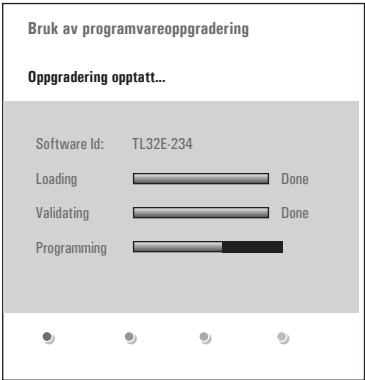 Bruk av programvareoppgradering
Oppgradering opptatt...
Software Id: TL32E-234
Loading Done
Validating Done
Programming